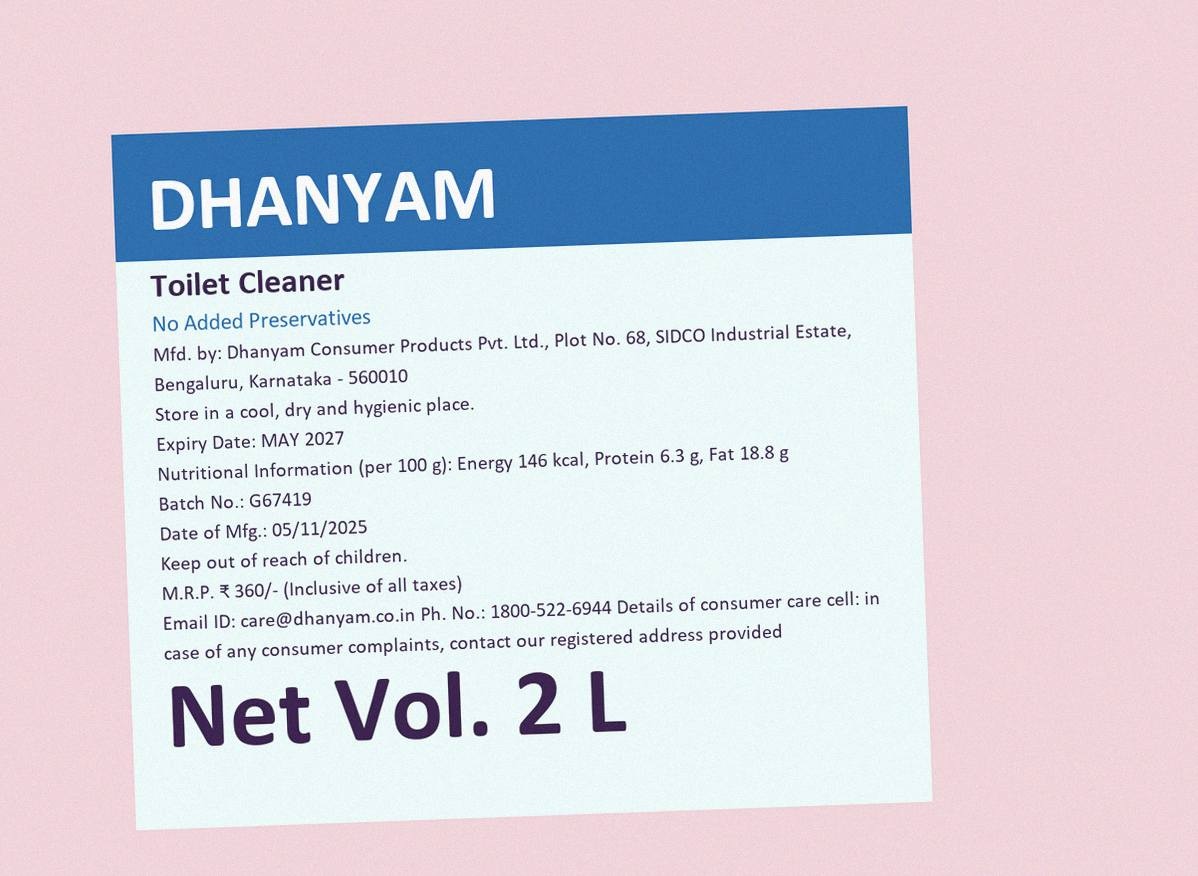 DHANYAM
Toilet Cleaner
No Added Preservatives
Mfd. by: Dhanyam Consumer Products Pvt. Ltd., Plot No. 68, SIDCO Industrial Estate,
Bengaluru, Karnataka - 560010
Store in a cool, dry and hygienic place.
Expiry Date: MAY 2027
Nutritional Information (per 100 g): Energy 146 kcal, Protein 6.3 g, Fat 18.8 g
Batch No.: G67419
Date of Mfg.: 05/11/2025
Keep out of reach of children.
M.R.P. ₹ 360/- (Inclusive of all taxes)
Email ID: care@dhanyam.co.in Ph. No.: 1800-522-6944 Details of consumer care cell: in
case of any consumer complaints, contact our registered address provided
Net Vol. 2 L